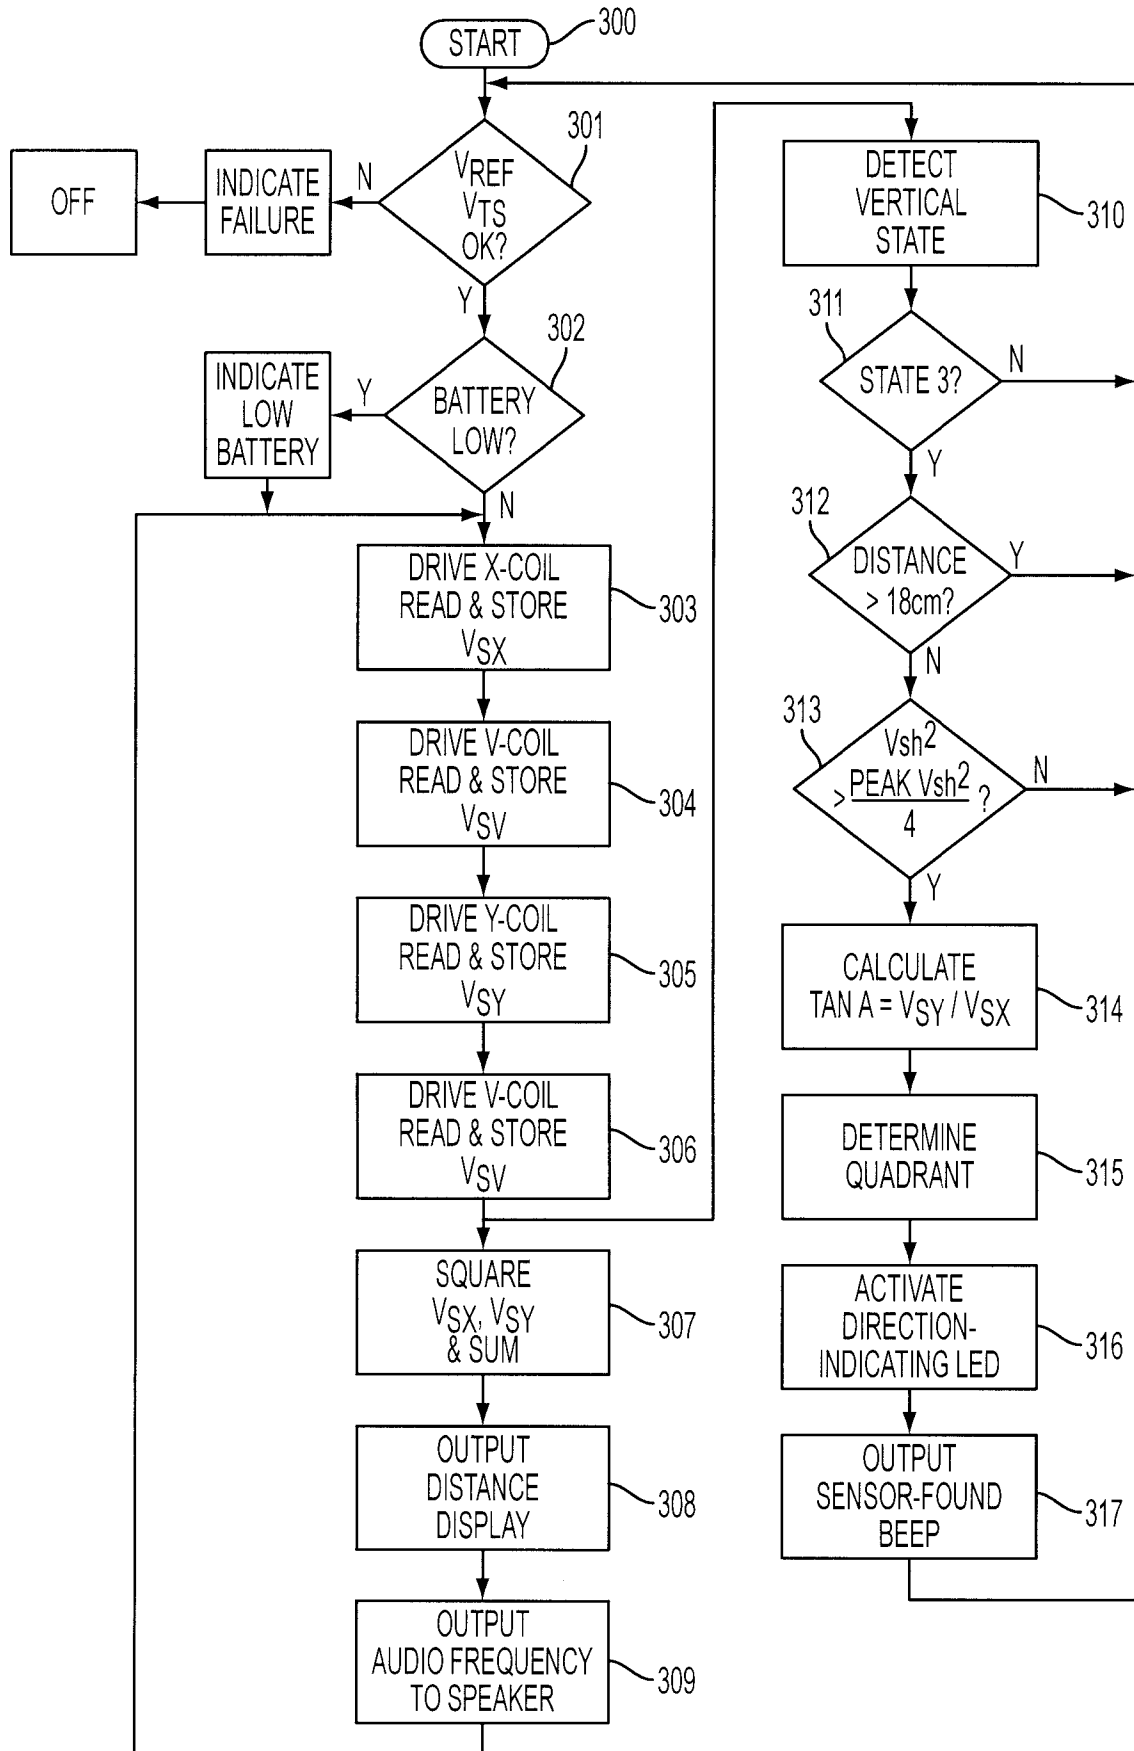 START
300
V_REF
V_TS
OK?
301
N
INDICATE
FAILURE
OFF
Y
BATTERY
LOW?
302
Y
INDICATE
LOW
BATTERY
N
DRIVE X-COIL
READ & STORE
V_SX
303
DRIVE V-COIL
READ & STORE
V_SV
304
DRIVE Y-COIL
READ & STORE
V_SY
305
DRIVE V-COIL
READ & STORE
V_SV
306
SQUARE
V_SX, V_SY
& SUM
307
OUTPUT
DISTANCE
DISPLAY
308
OUTPUT
AUDIO FREQUENCY
TO SPEAKER
309
DETECT
VERTICAL
STATE
310
311
STATE 3?
N
Y
312
DISTANCE
> 18cm?
Y
N
313
Vsh²
> PEAK Vsh² ?
4
N
Y
CALCULATE
TAN A = V_SY / V_SX
314
DETERMINE
QUADRANT
315
ACTIVATE
DIRECTION-
INDICATING LED
316
OUTPUT
SENSOR-FOUND
BEEP
317